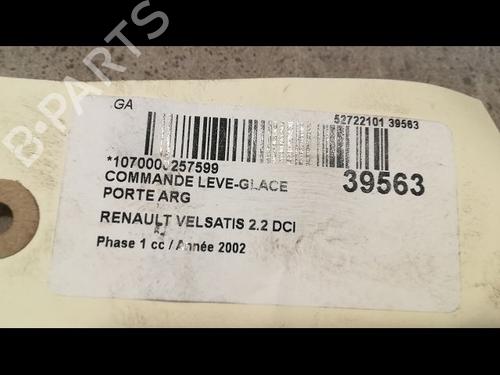 B-PARTS
GA
52722101 39563
COMMANDE LEVE-GLACE
39563
PORTE ARG
RENAULT VELSATIS 2.2 DCI
Phase 1 cc / Année 2002